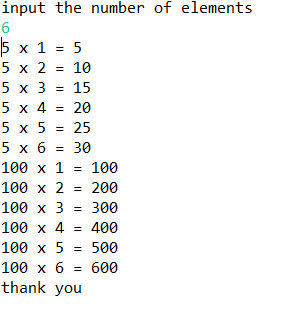 input the number of elements
6
5 x 1 = 5
5 x 2 = 10
5 x 3 = 15
5 x 4 = 20
5 x 5 = 25
5 x 6 = 30
100 x 1 = 100
100 x 2 = 200
100 x 3 = 300
100 x 4 = 400
100 x 5 = 500
100 x 6 = 600
thank you